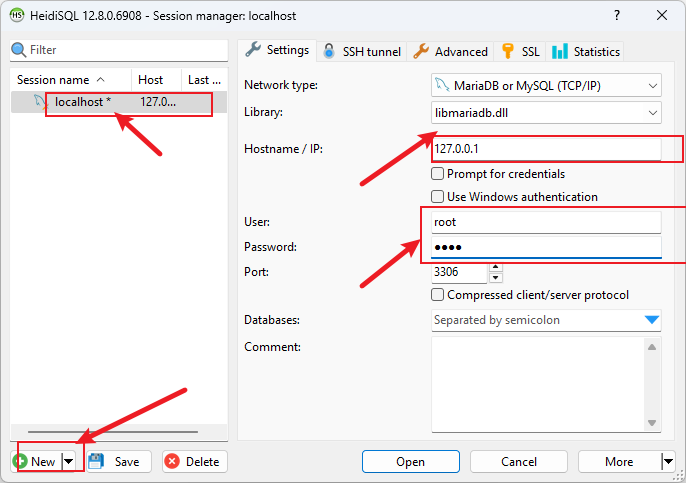 HeidiSQL 12.8.0.6908 - Session manager: localhost
Filter
Session name Host Last ...
localhost * 127.0...
New Save Delete
Settings SSH tunnel Advanced SSL Statistics
Network type: MariaDB or MySQL (TCP/IP)
Library: libmariadb.dll
Hostname / IP: 127.0.0.1
Prompt for credentials
Use Windows authentication
User: root
Password: ●●●●
Port: 3306
Compressed client/server protocol
Databases: Separated by semicolon
Comment:
Open Cancel More